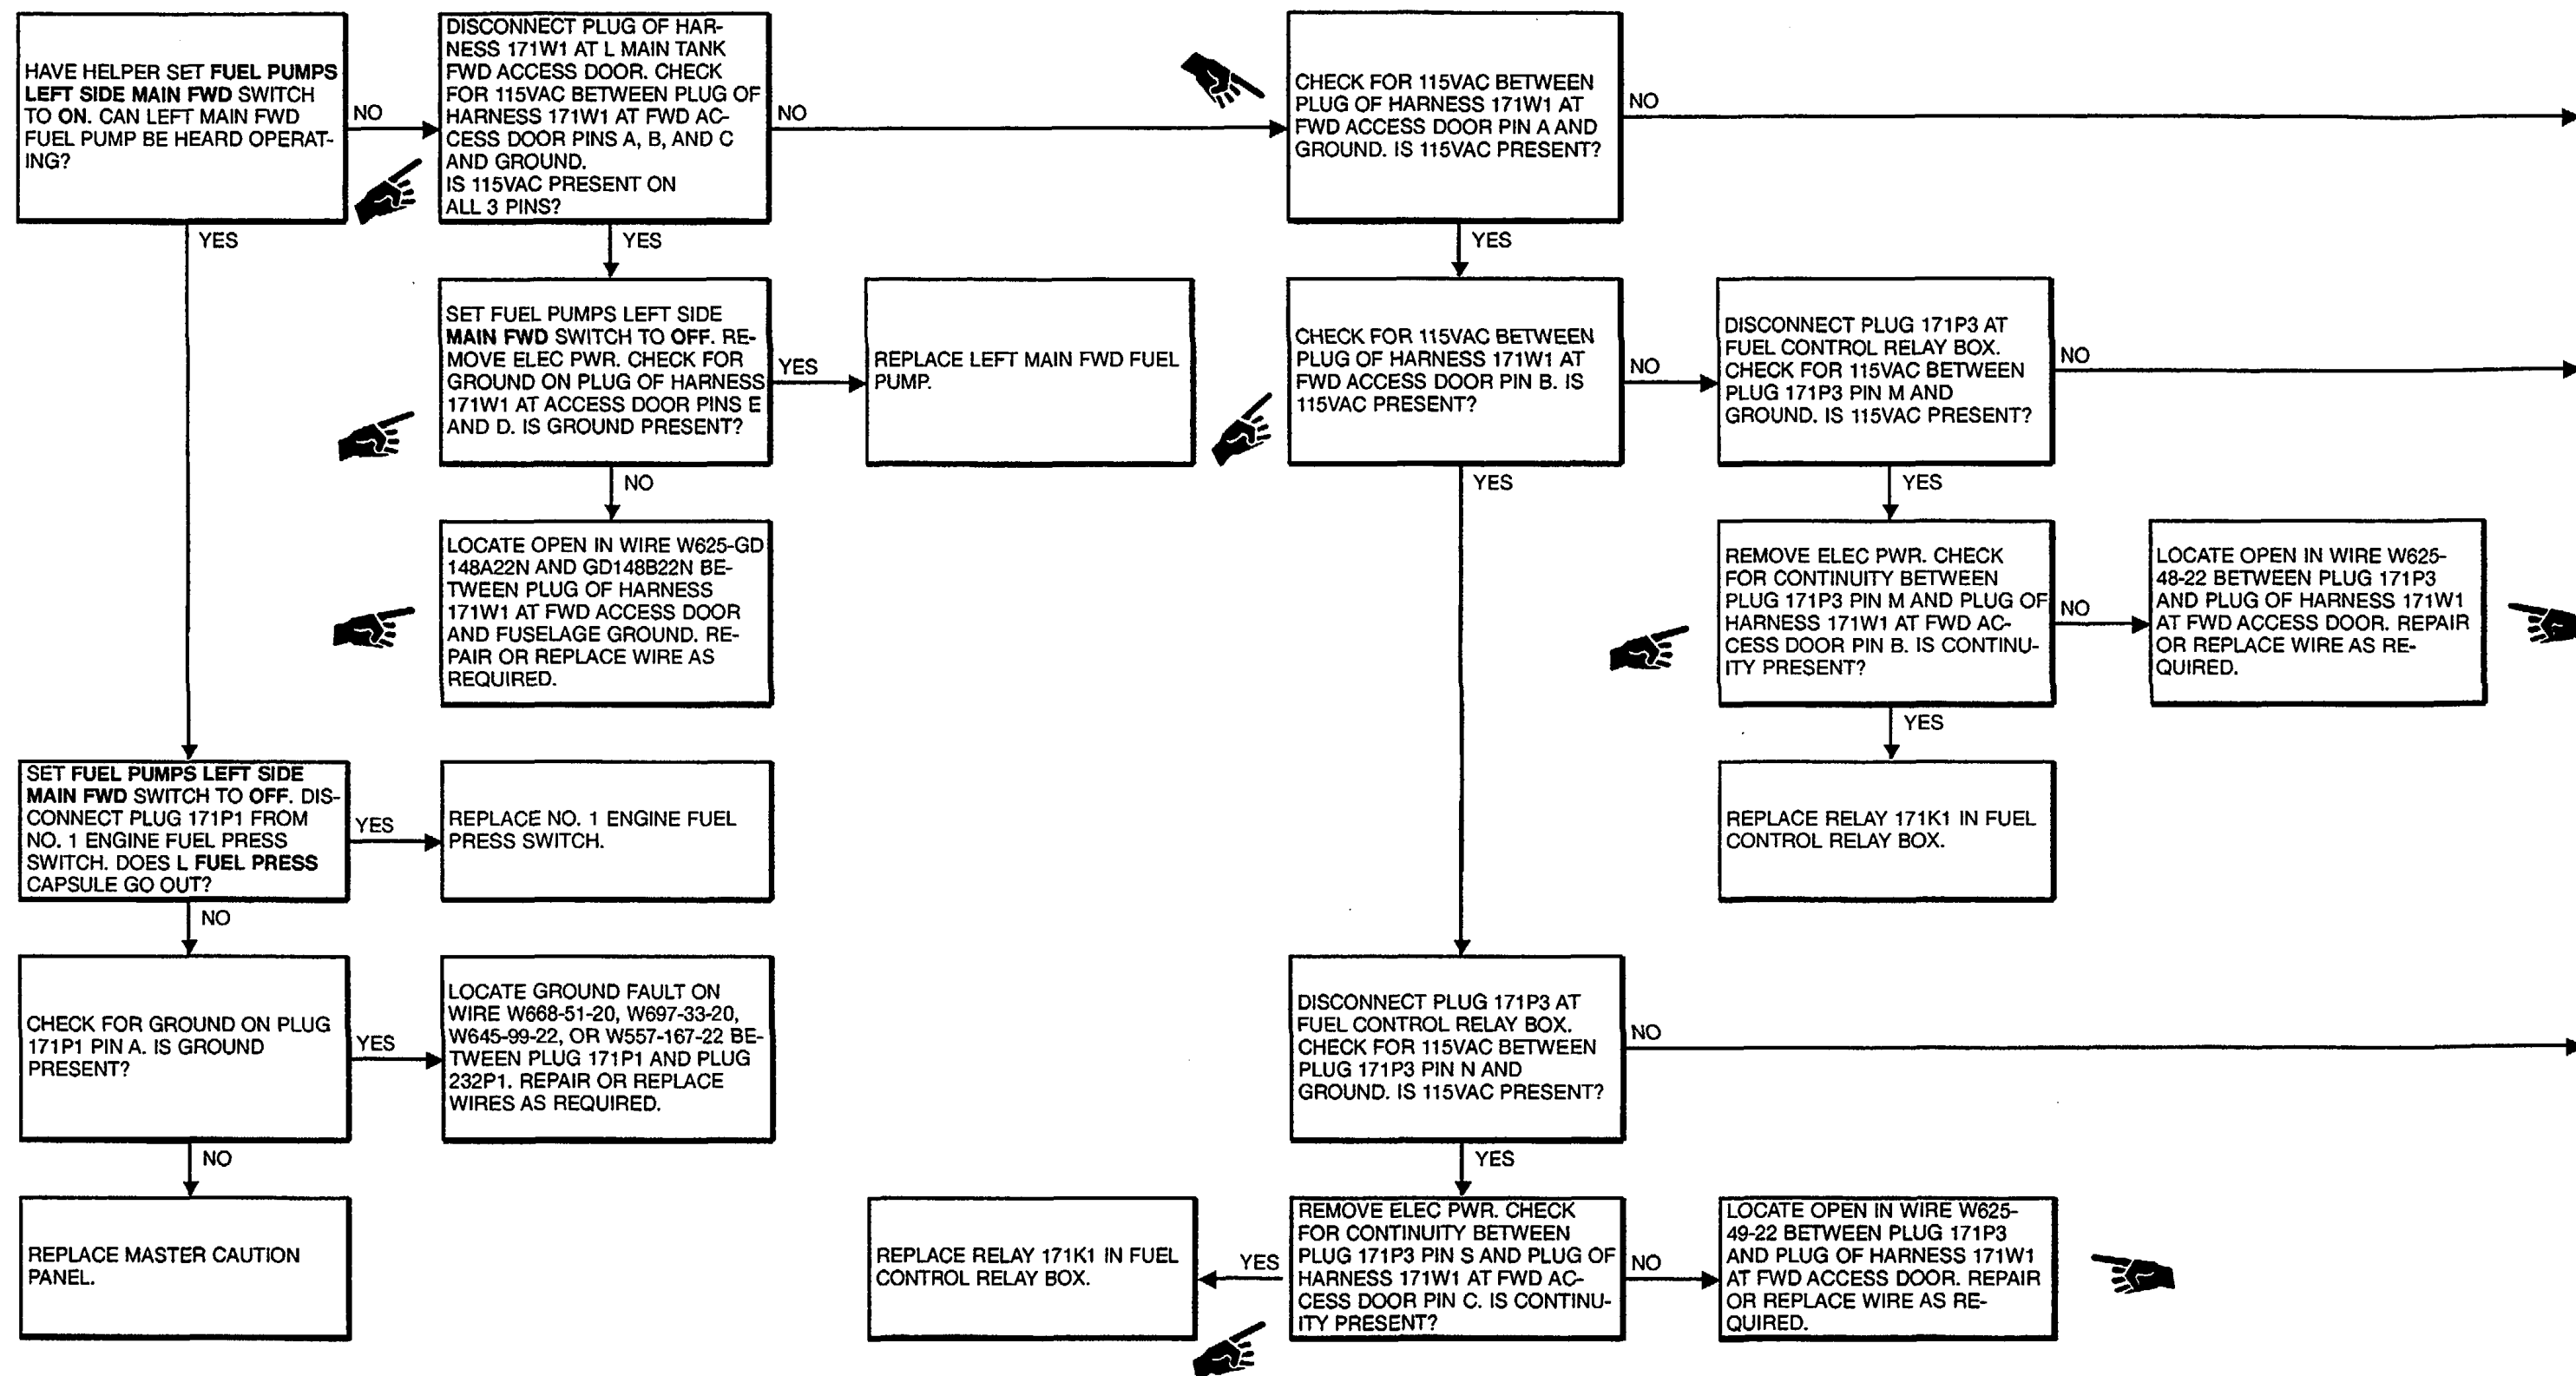 HAVE HELPER SET FUEL PUMPS
LEFT SIDE MAIN FWD SWITCH
TO ON. CAN LEFT MAIN FWD
FUEL PUMP BE HEARD OPERAT-
ING?
NO
YES
DISCONNECT PLUG OF HAR-
NESS 171W1 AT L MAIN TANK
FWD ACCESS DOOR. CHECK
FOR 115VAC BETWEEN PLUG OF
HARNESS 171W1 AT FWD AC-
CESS DOOR PINS A, B, AND C
AND GROUND.
IS 115VAC PRESENT ON
ALL 3 PINS?
NO
YES
CHECK FOR 115VAC BETWEEN
PLUG OF HARNESS 171W1 AT
FWD ACCESS DOOR PIN A AND
GROUND. IS 115VAC PRESENT?
NO
YES
SET FUEL PUMPS LEFT SIDE
MAIN FWD SWITCH TO OFF. RE-
MOVE ELEC PWR. CHECK FOR
GROUND ON PLUG OF HARNESS
171W1 AT ACCESS DOOR PINS E
AND D. IS GROUND PRESENT?
YES
NO
REPLACE LEFT MAIN FWD FUEL
PUMP.
CHECK FOR 115VAC BETWEEN
PLUG OF HARNESS 171W1 AT
FWD ACCESS DOOR PIN B. IS
115VAC PRESENT?
NO
YES
DISCONNECT PLUG 171P3 AT
FUEL CONTROL RELAY BOX.
CHECK FOR 115VAC BETWEEN
PLUG 171P3 PIN M AND
GROUND. IS 115VAC PRESENT?
NO
YES
LOCATE OPEN IN WIRE W625-GD
148A22N AND GD148B22N BE-
TWEEN PLUG OF HARNESS
171W1 AT FWD ACCESS DOOR
AND FUSELAGE GROUND. RE-
PAIR OR REPLACE WIRE AS
REQUIRED.
REMOVE ELEC PWR. CHECK
FOR CONTINUITY BETWEEN
PLUG 171P3 PIN M AND PLUG OF
HARNESS 171W1 AT FWD AC-
CESS DOOR PIN B. IS CONTINU-
ITY PRESENT?
NO
YES
LOCATE OPEN IN WIRE W625-
48-22 BETWEEN PLUG 171P3
AND PLUG OF HARNESS 171W1
AT FWD ACCESS DOOR. REPAIR
OR REPLACE WIRE AS RE-
QUIRED.
SET FUEL PUMPS LEFT SIDE
MAIN FWD SWITCH TO OFF. DIS-
CONNECT PLUG 171P1 FROM
NO. 1 ENGINE FUEL PRESS
SWITCH. DOES L FUEL PRESS
CAPSULE GO OUT?
YES
NO
REPLACE NO. 1 ENGINE FUEL
PRESS SWITCH.
REPLACE RELAY 171K1 IN FUEL
CONTROL RELAY BOX.
CHECK FOR GROUND ON PLUG
171P1 PIN A. IS GROUND
PRESENT?
YES
NO
LOCATE GROUND FAULT ON
WIRE W668-51-20, W697-33-20,
W645-99-22, OR W557-167-22 BE-
TWEEN PLUG 171P1 AND PLUG
232P1. REPAIR OR REPLACE
WIRES AS REQUIRED.
DISCONNECT PLUG 171P3 AT
FUEL CONTROL RELAY BOX.
CHECK FOR 115VAC BETWEEN
PLUG 171P3 PIN N AND
GROUND. IS 115VAC PRESENT?
NO
YES
REPLACE MASTER CAUTION
PANEL.
REPLACE RELAY 171K1 IN FUEL
CONTROL RELAY BOX.
YES
REMOVE ELEC PWR. CHECK
FOR CONTINUITY BETWEEN
PLUG 171P3 PIN S AND PLUG OF
HARNESS 171W1 AT FWD AC-
CESS DOOR PIN C. IS CONTINU-
ITY PRESENT?
NO
LOCATE OPEN IN WIRE W625-
49-22 BETWEEN PLUG 171P3
AND PLUG OF HARNESS 171W1
AT FWD ACCESS DOOR. REPAIR
OR REPLACE WIRE AS RE-
QUIRED.